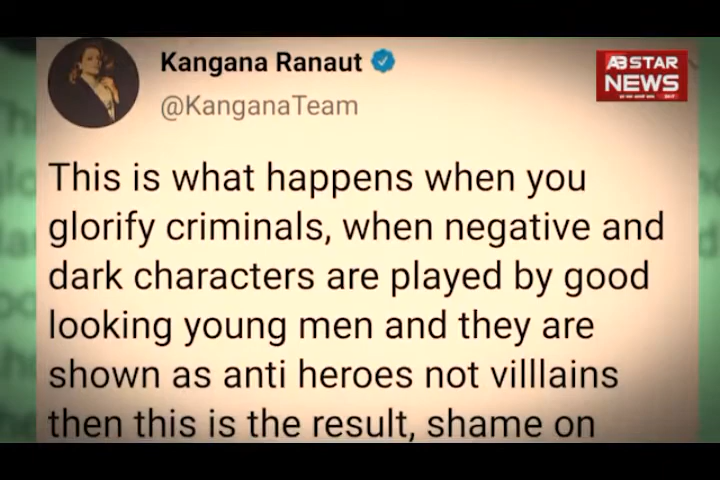 Kangana Ranaut
@KanganaTeam
AB STAR
NEWS
This is what happens when you
glorify criminals, when negative and
dark characters are played by good
looking young men and they are
shown as anti heroes not villlains
then this is the result, shame on